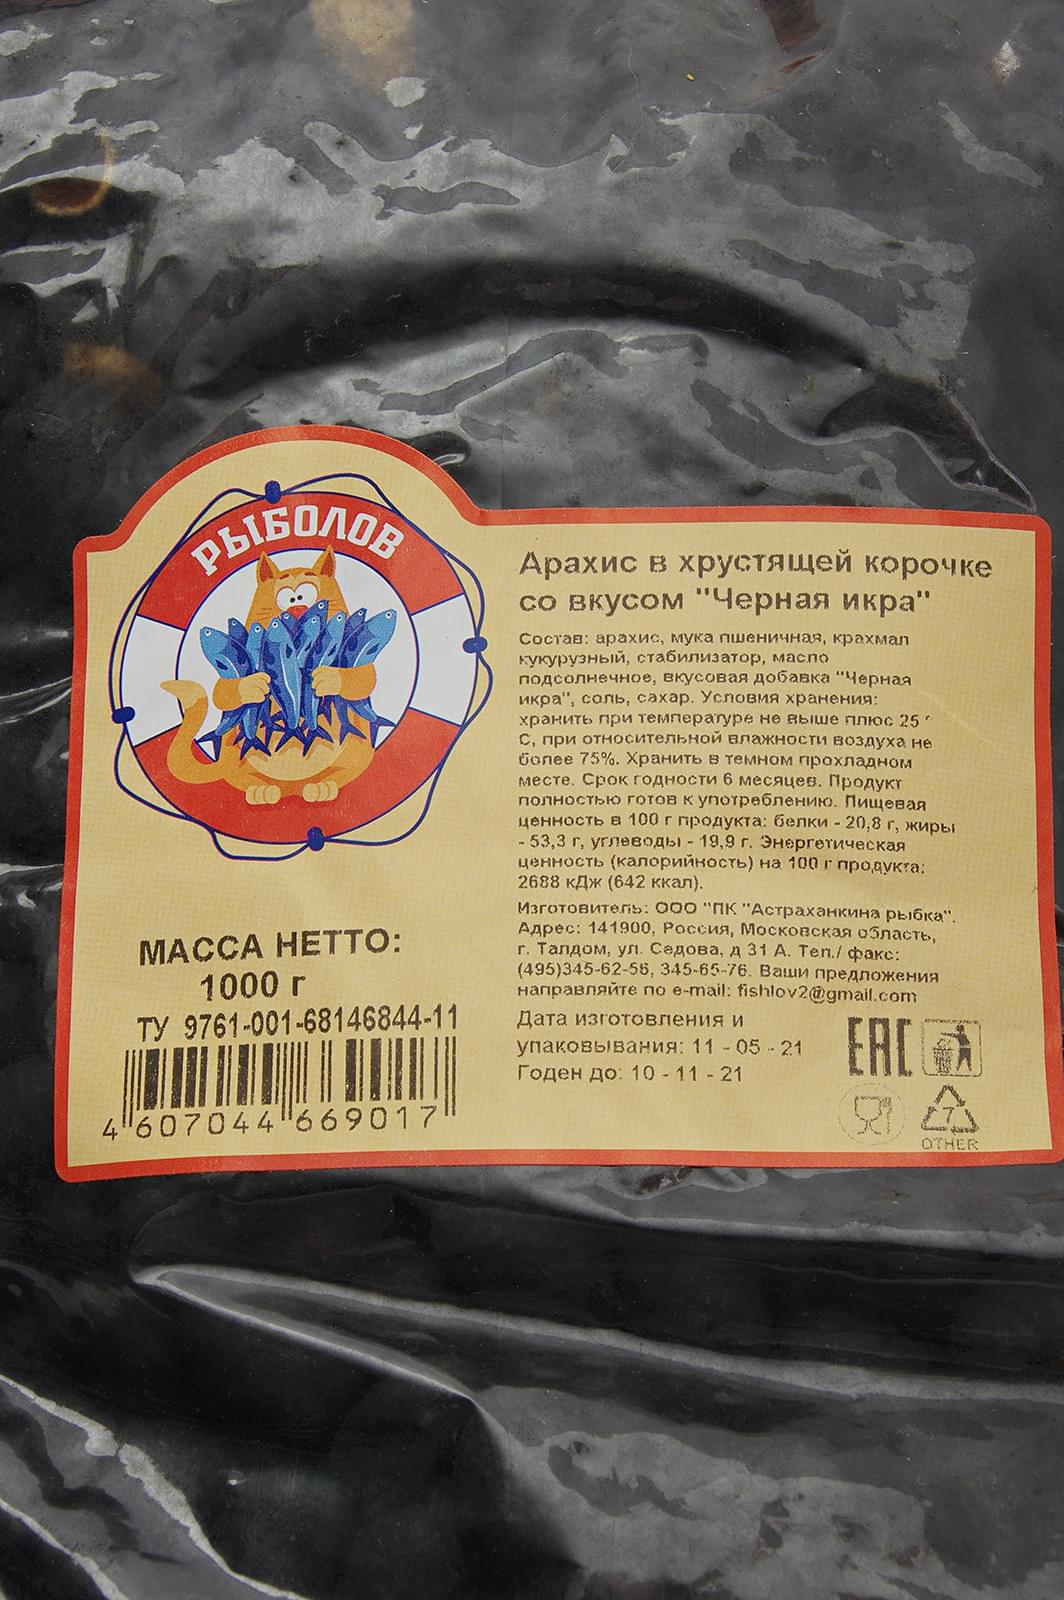 РЫБОЛОВ
Арахис в хрустящей корочке
со вкусом "Черная икра"
Состав: арахис, мука пшеничная, крахмал
кукурузный, стабилизатор, масло
подсолнечное, вкусовая добавка "Черная
икра", соль, сахар. Условия хранения:
хранить при температуре не выше плюс 25 °
С, при относительной влажности воздуха не
более 75%. Хранить в темном прохладном
месте. Срок годности 6 месяцев. Продукт
полностью готов к употреблению. Пищевая
ценность в 100 г продукта: белки - 20,8 г, жиры
- 53,3 г, углеводы - 19,9 г. Энергетическая
ценность (калорийность) на 100 г продукта:
2688 кДж (642 ккал).
Изготовитель: ООО "ПК "Астраханкина рыбка".
Адрес: 141900, Россия, Московская область,
г. Талдом, ул. Седова, д 31 А. Тел./ факс:
(495)345-62-56, 345-65-76. Ваши предложения
направляйте по e-mail: fishlov2@gmail.com
Дата изготовления и
упаковывания: 11 - 05 - 21
Годен до: 10 - 11 - 21
МАССА НЕТТО:
1000 г
ТУ 9761-001-68146844-11
4 607044 669017
EAC
7
OTHER